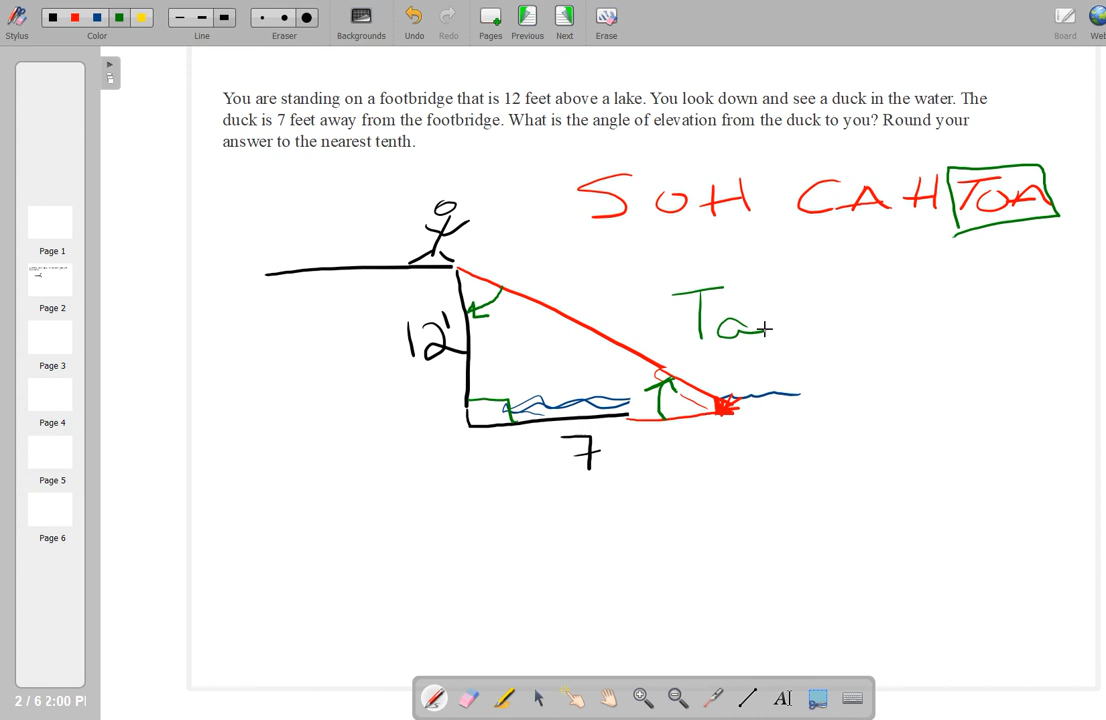 Stylus Color Line Eraser Backgrounds Undo Redo Pages Previous Next Erase Board Web
You are standing on a footbridge that is 12 feet above a lake. You look down and see a duck in the water. The
duck is 7 feet away from the footbridge. What is the angle of elevation from the duck to you? Round your
answer to the nearest tenth.
SOH CAH TOA
Ta
12'
7
Page 1
Page 2
Page 3
Page 4
Page 5
Page 6
2 / 6 2:00 PM